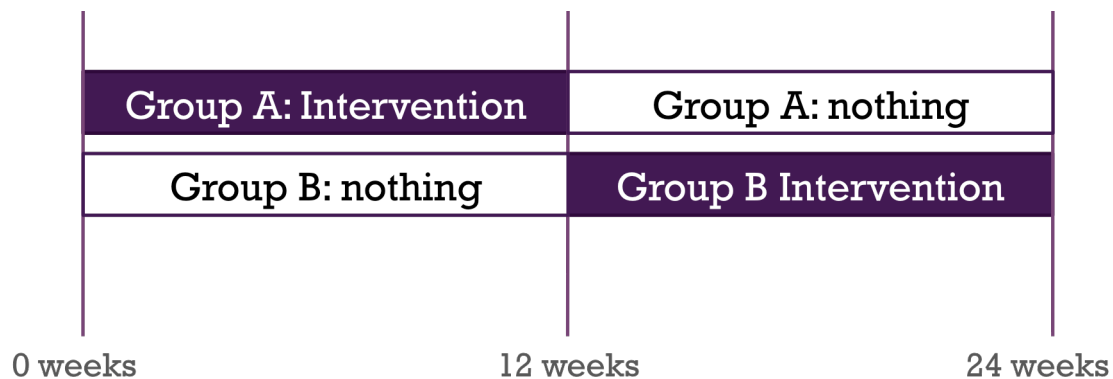 Group A: Intervention
Group A: nothing
Group B: nothing
Group B Intervention
0 weeks
12 weeks
24 weeks